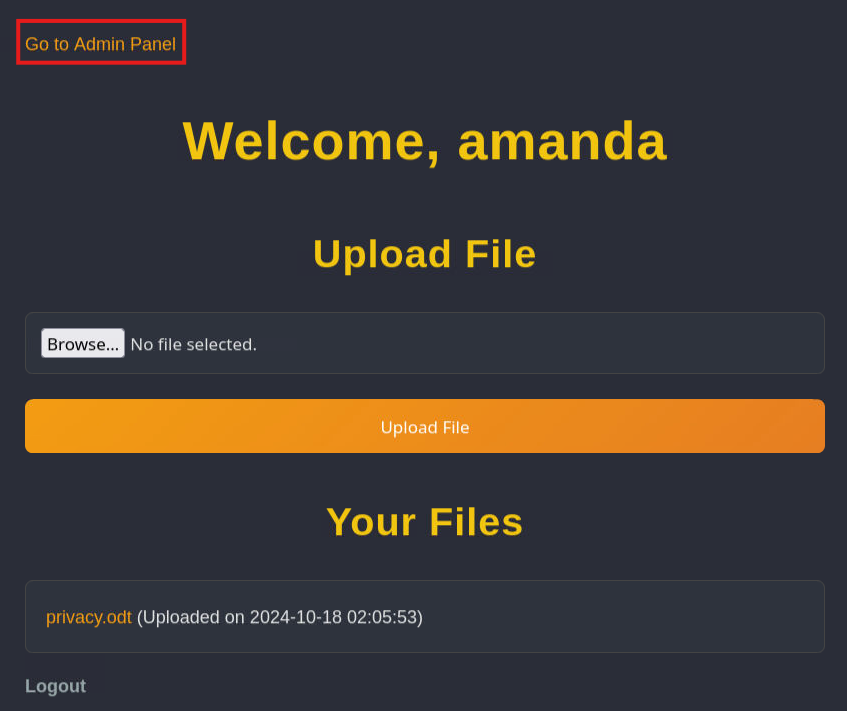 Go to Admin Panel
Welcome, amanda
Upload File
Browse... No file selected.
Upload File
Your Files
privacy.odt (Uploaded on 2024-10-18 02:05:53)
Logout